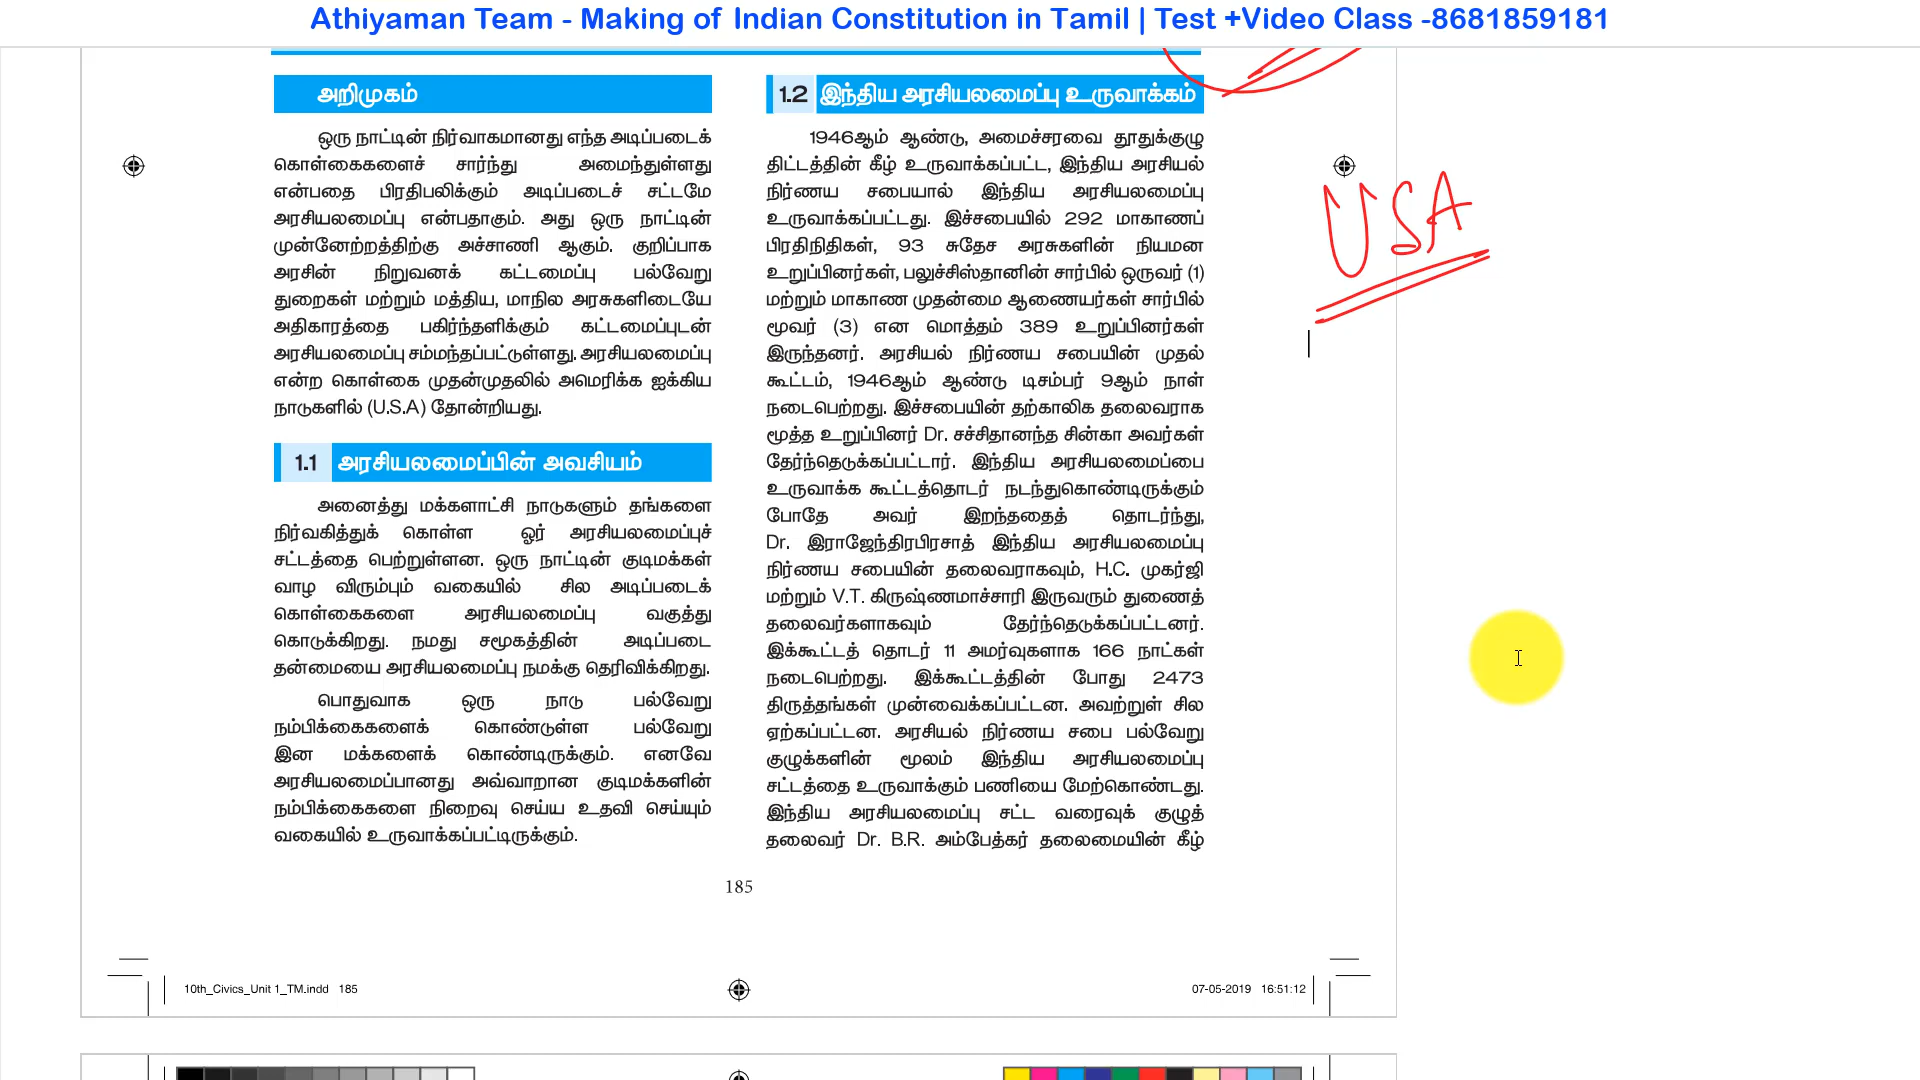 Athiyaman Team - Making of Indian Constitution in Tamil | Test +Video Class -8681859181
அறிமுகம்
ஒரு நாட்டின் நிர்வாகமானது எந்த அடிப்படைக்
கொள்கைகளைச் சார்ந்து அமைந்துள்ளது
என்பதை பிரதிபலிக்கும் அடிப்படைச் சட்டமே
அரசியலமைப்பு என்பதாகும். அது ஒரு நாட்டின்
முன்னேற்றத்திற்கு அச்சாணி ஆகும். குறிப்பாக
அரசின் நிறுவனக் கட்டமைப்பு பல்வேறு
துறைகள் மற்றும் மத்திய, மாநில அரசுகளிடையே
அதிகாரத்தை பகிர்ந்தளிக்கும் கட்டமைப்புடன்
அரசியலமைப்பு சம்மந்தப்பட்டுள்ளது. அரசியலமைப்பு
என்ற கொள்கை முதன்முதலில் அமெரிக்க ஐக்கிய
நாடுகளில் (U.S.A) தோன்றியது.
1.1 அரசியலமைப்பின் அவசியம்
அனைத்து மக்களாட்சி நாடுகளும் தங்களை
நிர்வகித்துக் கொள்ள ஓர் அரசியலமைப்புச்
சட்டத்தை பெற்றுள்ளன. ஒரு நாட்டின் குடிமக்கள்
வாழ விரும்பும் வகையில் சில அடிப்படைக்
கொள்கைகளை அரசியலமைப்பு வகுத்து
கொடுக்கிறது. நமது சமூகத்தின் அடிப்படை
தன்மையை அரசியலமைப்பு நமக்கு தெரிவிக்கிறது.
பொதுவாக ஒரு நாடு பல்வேறு
நம்பிக்கைகளைக் கொண்டுள்ள பல்வேறு
இன மக்களைக் கொண்டிருக்கும். எனவே
அரசியலமைப்பானது அவ்வாறான குடிமக்களின்
நம்பிக்கைகளை நிறைவு செய்ய உதவி செய்யும்
வகையில் உருவாக்கப்பட்டிருக்கும்.
1.2 இந்திய அரசியலமைப்பு உருவாக்கம்
1946ஆம் ஆண்டு, அமைச்சரவை தூதுக்குழு
திட்டத்தின் கீழ் உருவாக்கப்பட்ட, இந்திய அரசியல்
நிர்ணய சபையால் இந்திய அரசியலமைப்பு
உருவாக்கப்பட்டது. இச்சபையில் 292 மாகாணப்
பிரதிநிதிகள், 93 சுதேச அரசுகளின் நியமன
உறுப்பினர்கள், பலுச்சிஸ்தானின் சார்பில் ஒருவர் (1)
மற்றும் மாகாண முதன்மை ஆணையர்கள் சார்பில்
மூவர் (3) என மொத்தம் 389 உறுப்பினர்கள்
இருந்தனர். அரசியல் நிர்ணய சபையின் முதல்
கூட்டம், 1946ஆம் ஆண்டு டிசம்பர் 9ஆம் நாள்
நடைபெற்றது. இச்சபையின் தற்காலிக தலைவராக
மூத்த உறுப்பினர் Dr. சச்சிதானந்த சின்கா அவர்கள்
தேர்ந்தெடுக்கப்பட்டார். இந்திய அரசியலமைப்பை
உருவாக்க கூட்டத்தொடர் நடந்துகொண்டிருக்கும்
போதே அவர் இறந்ததைத் தொடர்ந்து,
Dr. இராஜேந்திரபிரசாத் இந்திய அரசியலமைப்பு
நிர்ணய சபையின் தலைவராகவும், H.C. முகர்ஜி
மற்றும் V.T. கிருஷ்ணமாச்சாரி இருவரும் துணைத்
தலைவர்களாகவும் தேர்ந்தெடுக்கப்பட்டனர்.
இக்கூட்டத் தொடர் 11 அமர்வுகளாக 166 நாட்கள்
நடைபெற்றது. இக்கூட்டத்தின் போது 2473
திருத்தங்கள் முன்வைக்கப்பட்டன. அவற்றுள் சில
ஏற்கப்பட்டன. அரசியல் நிர்ணய சபை பல்வேறு
குழுக்களின் மூலம் இந்திய அரசியலமைப்பு
சட்டத்தை உருவாக்கும் பணியை மேற்கொண்டது.
இந்திய அரசியலமைப்பு சட்ட வரைவுக் குழுத்
தலைவர் Dr. B.R. அம்பேத்கர் தலைமையின் கீழ்
USA
185
10th_Civics_Unit 1_TM.indd 185
07-05-2019 16:51:12